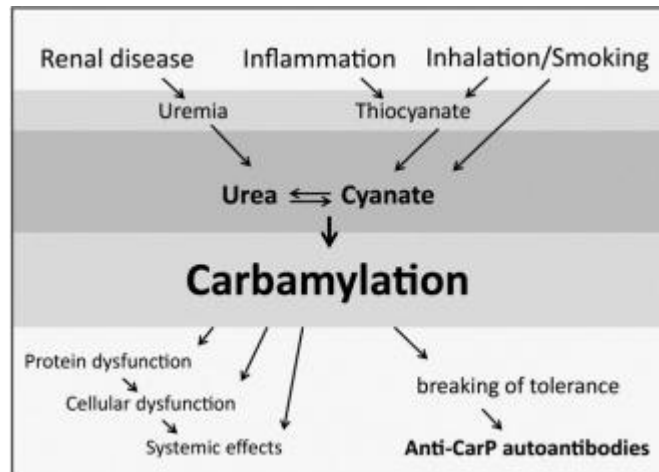 Renal disease Inflammation Inhalation/Smoking
Uremia Thiocyanate
Urea Cyanate
Carbamylation
Protein dysfunction
breaking of tolerance
Cellular dysfunction
Systemic effects Anti-CarP autoantibodies